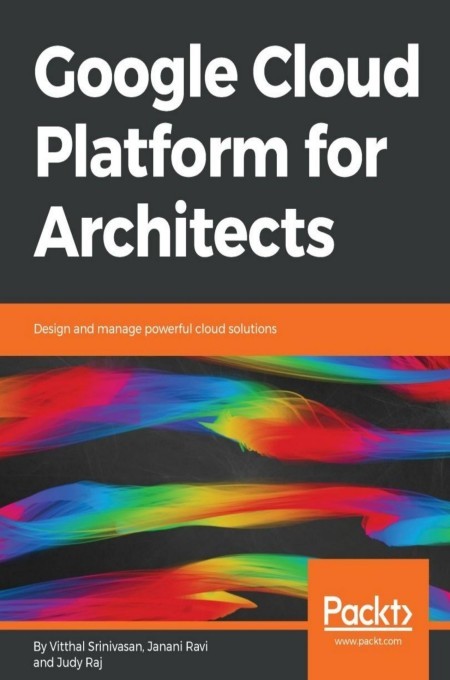 Google Cloud
Platform for
Architects
Design and manage powerful cloud solutions
Packt>
www.packt.com
By Vitthal Srinivasan, Janani Ravi
and Judy Raj